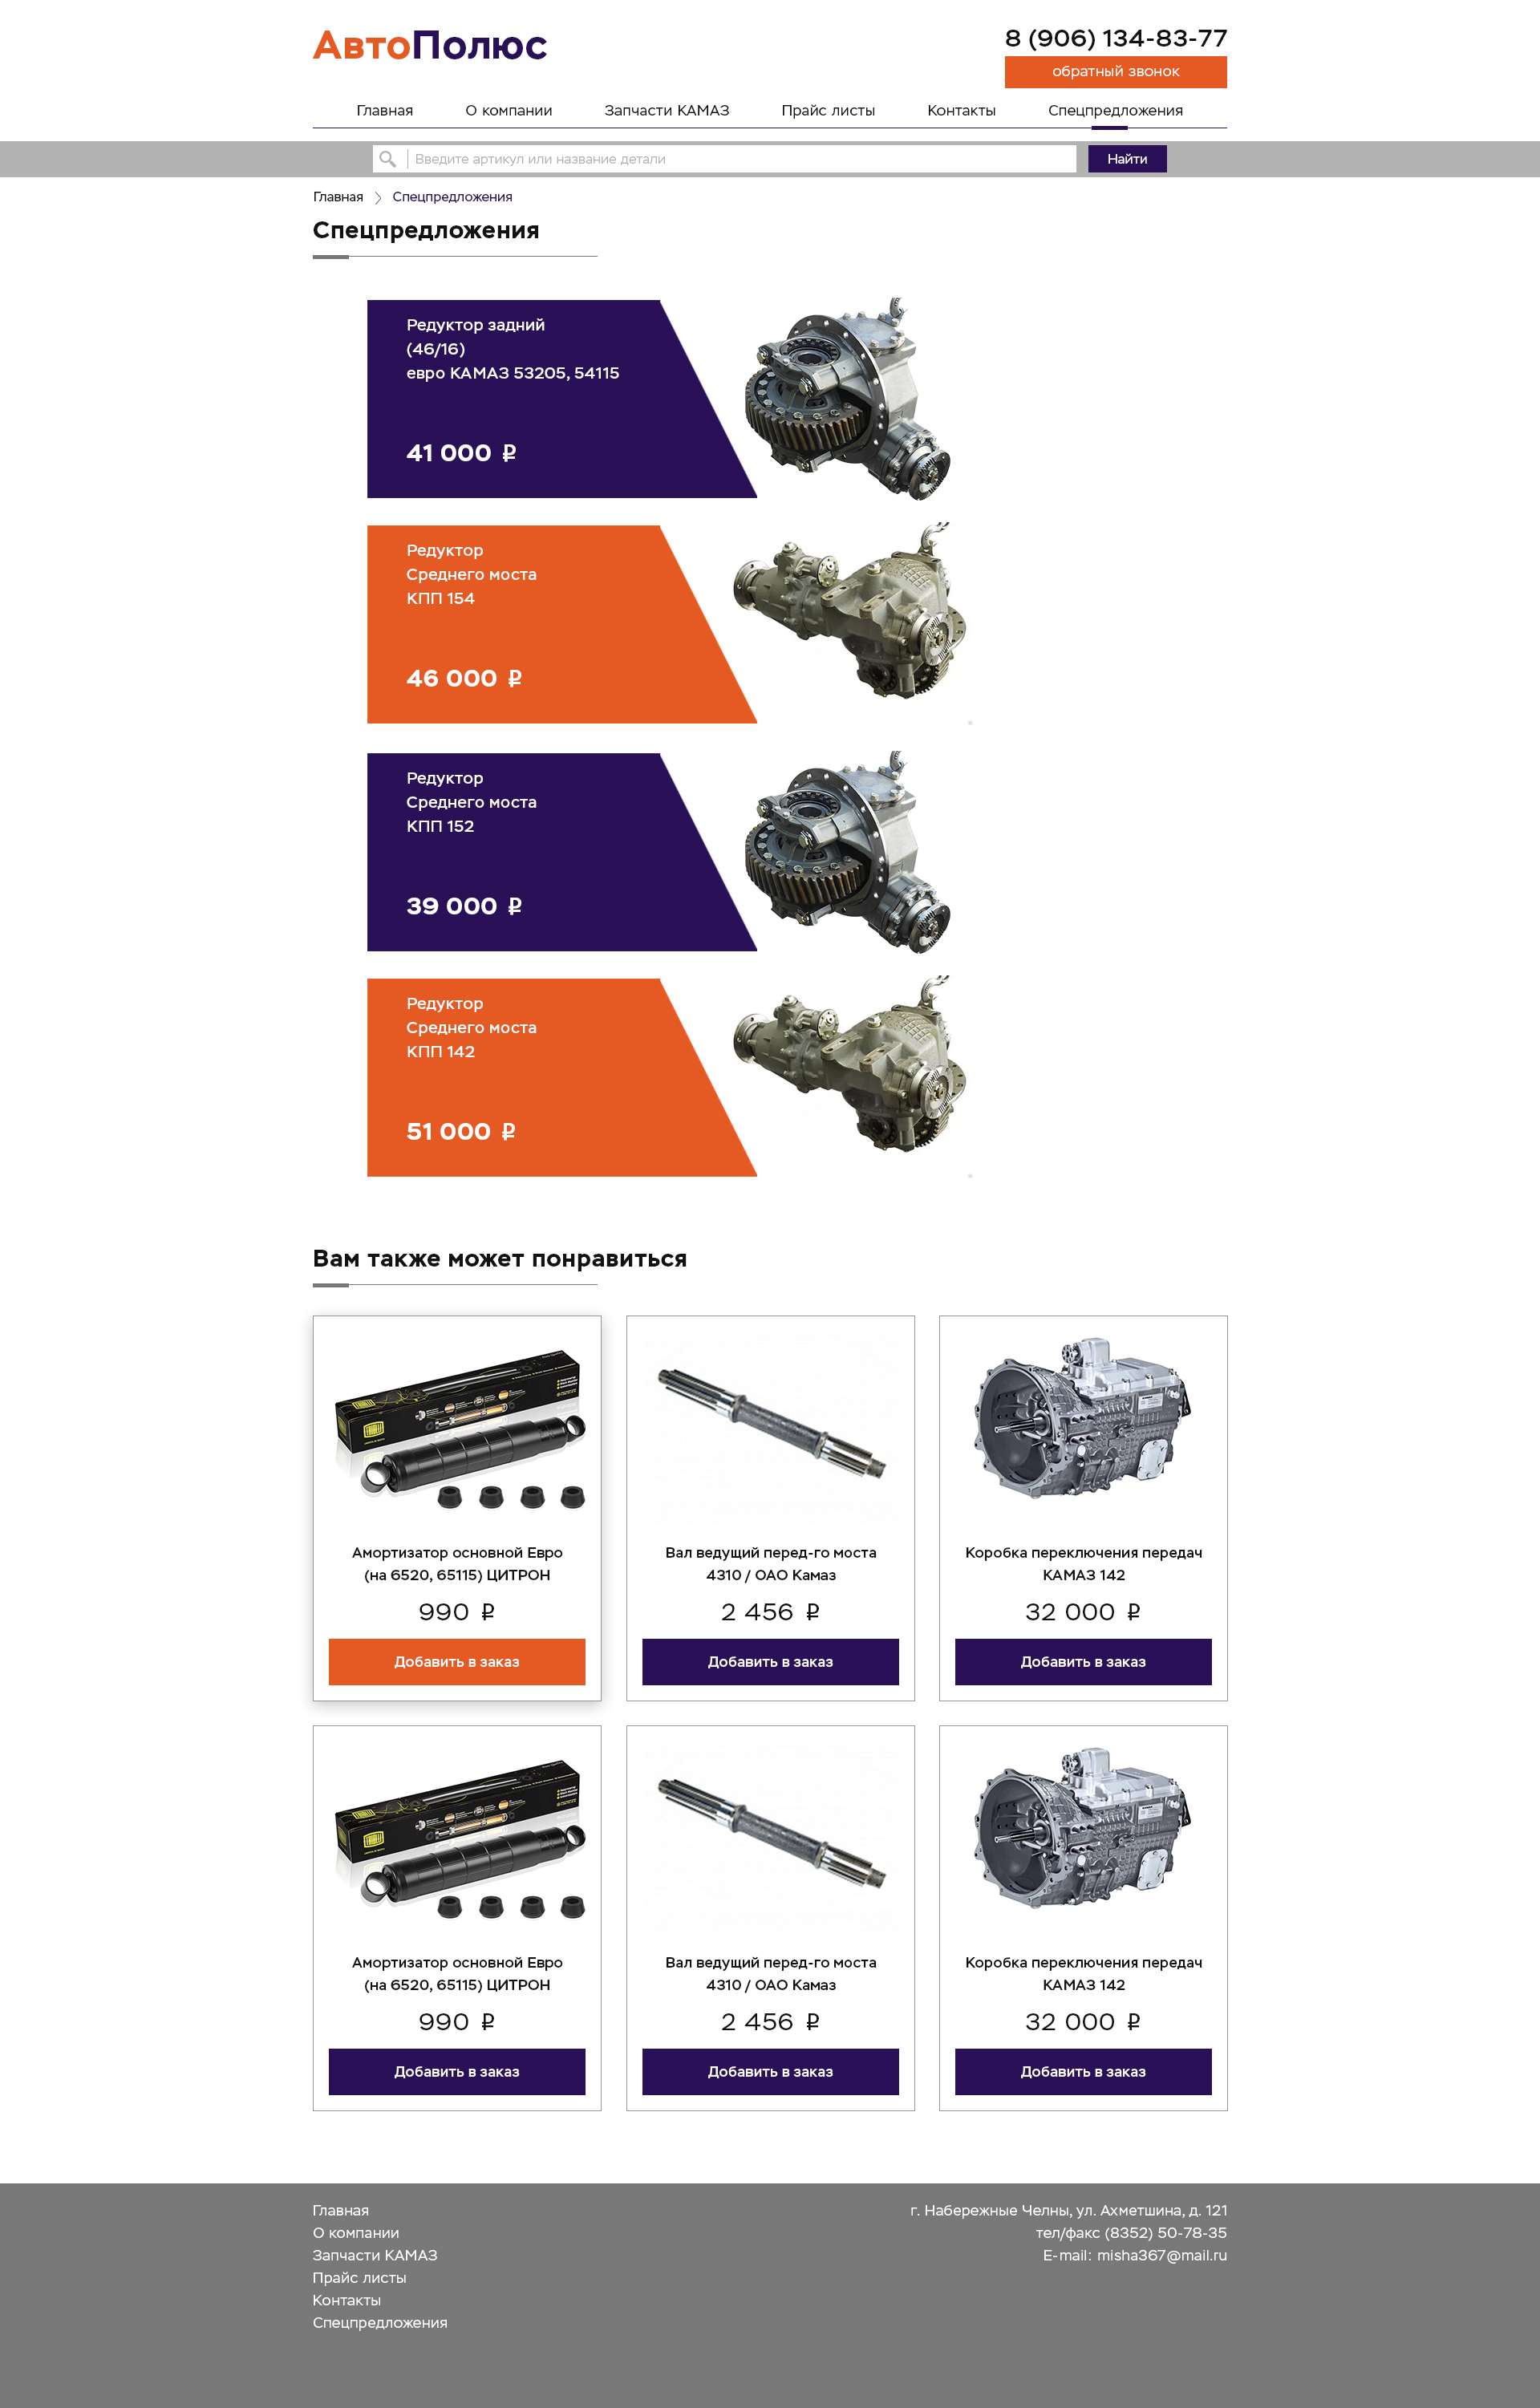 АвтоПолюс
8 (906) 134-83-77
обратный звонок
Главная О компании Запчасти КАМАЗ Прайс листы Контакты Спецпредложения
Введите артикул или название детали Найти
Главная Спецпредложения
Спецпредложения
Редуктор задний
(46/16)
евро КАМАЗ 53205, 54115
41 000 ₽
Редуктор
Среднего моста
КПП 154
46 000 ₽
Редуктор
Среднего моста
КПП 152
39 000 ₽
Редуктор
Среднего моста
КПП 142
51 000 ₽
Вам также может понравиться
Амортизатор основной Евро
(на 6520, 65115) ЦИТРОН
990 ₽
Добавить в заказ
Вал ведущий перед-го моста
4310 / ОАО Камаз
2 456 ₽
Добавить в заказ
Коробка переключения передач
КАМАЗ 142
32 000 ₽
Добавить в заказ
Амортизатор основной Евро
(на 6520, 65115) ЦИТРОН
990 ₽
Добавить в заказ
Вал ведущий перед-го моста
4310 / ОАО Камаз
2 456 ₽
Добавить в заказ
Коробка переключения передач
КАМАЗ 142
32 000 ₽
Добавить в заказ
Главная
О компании
Запчасти КАМАЗ
Прайс листы
Контакты
Спецпредложения
г. Набережные Челны, ул. Ахметшина, д. 121
тел/факс (8352) 50-78-35
E-mail: misha367@mail.ru